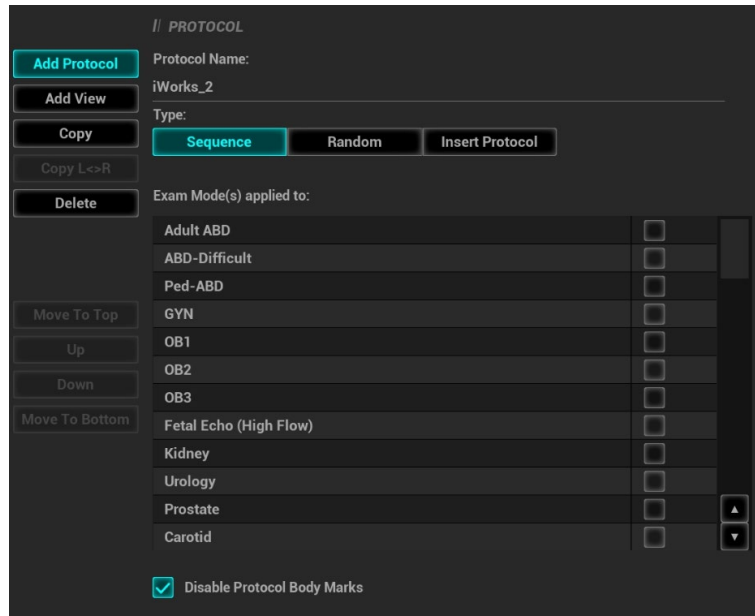 PROTOCOL
Add Protocol
Add View
Copy
Copy L<>R
Delete
Move To Top
Up
Down
Move To Bottom
Protocol Name:
iWorks_2
Type:
Sequence Random Insert Protocol
Exam Mode(s) applied to:
Adult ABD
ABD-Difficult
Ped-ABD
GYN
OB1
OB2
OB3
Fetal Echo (High Flow)
Kidney
Urology
Prostate
Carotid
Disable Protocol Body Marks